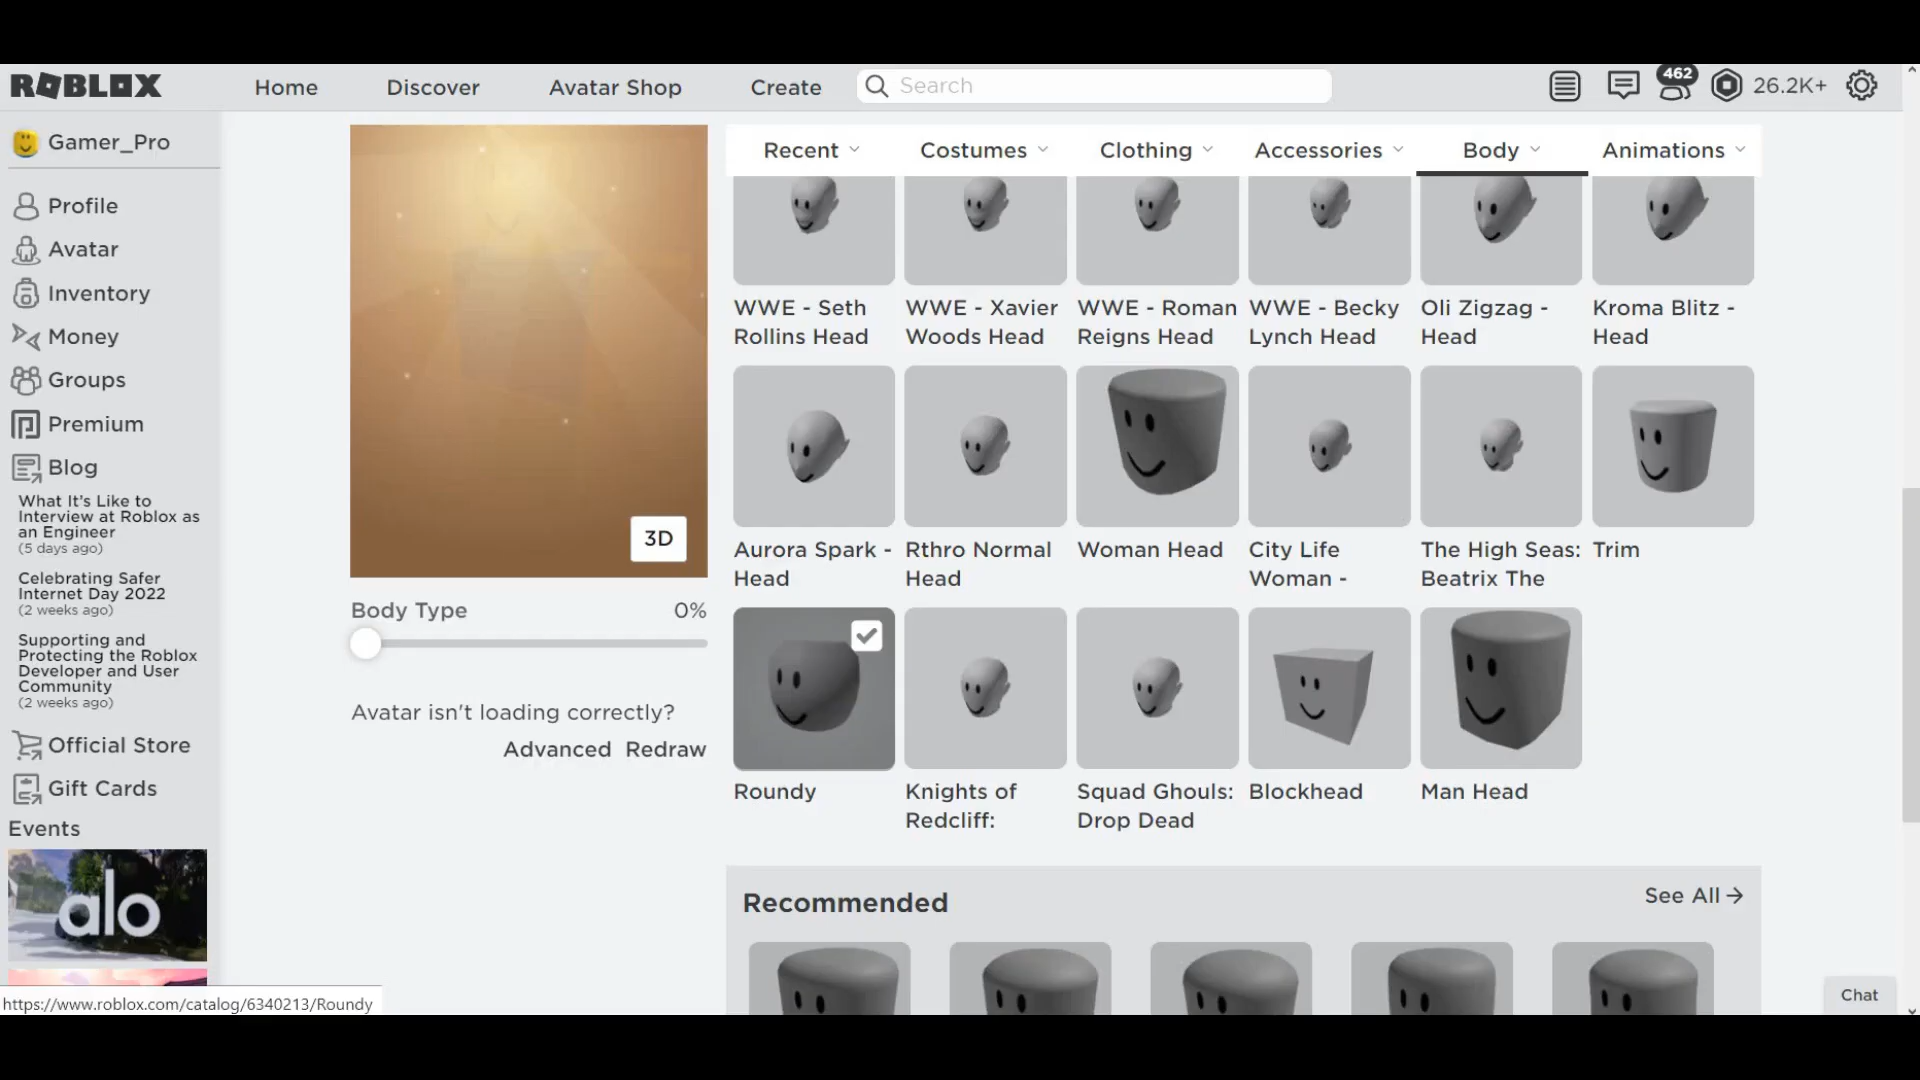 ROBLOX
Home
Discover
Avatar Shop
Create
Search
462
26.2K+
Gamer_Pro
Profile
Avatar
Inventory
Money
Groups
Premium
Blog
What It's Like to
Interview at Roblox as
an Engineer
(5 days ago)
Celebrating Safer
Internet Day 2022
(2 weeks ago)
Supporting and
Protecting the Roblox
Developer and User
Community
(2 weeks ago)
Official Store
Gift Cards
Events
alo
https://www.roblox.com/catalog/6340213/Roundy
3D
Body Type
0%
Avatar isn't loading correctly?
Advanced Redraw
Recent
Costumes
Clothing
Accessories
Body
Animations
WWE - Seth
Rollins Head
WWE - Xavier
Woods Head
WWE - Roman
Reigns Head
WWE - Becky
Lynch Head
Oli Zigzag -
Head
Kroma Blitz -
Head
Aurora Spark -
Head
Rthro Normal
Head
Woman Head
City Life
Woman -
The High Seas:
Beatrix The
Trim
Roundy
Knights of
Redcliff:
Squad Ghouls:
Drop Dead
Blockhead
Man Head
Recommended
See All
Chat